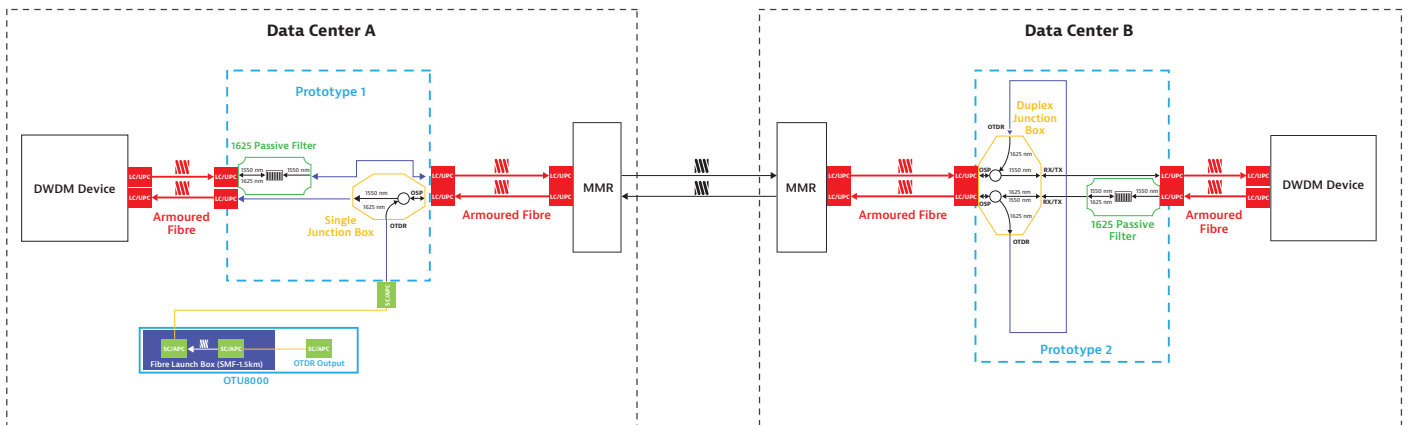 Data Center A
Prototype 1
1625 Passive Filter
1550 nm
1625 nm
1550 nm
DWDM Device
LC/UPC
LC/UPC
LC/UPC
LC/UPC
Armoured
Fibre
1550 nm
1625 nm
OSP
OTDR
Single
Junction Box
LC/UPC
LC/UPC
LC/UPC
LC/UPC
Armoured Fibre
MMR
SC/APC
SC/APC
SC/APC
SC/APC
Fibre Launch Box (SMF-1.5km)
OTDR Output
OTU8000
Data Center B
MMR
LC/UPC
LC/UPC
Armoured Fibre
LC/UPC
LC/UPC
Duplex
Junction
Box
OTDR
1625 nm
OSP
1550 nm
RX/TX
1625 nm
1550 nm
OSP
RX/TX
1625 nm
OTDR
1550 nm
1625 nm
1550 nm
1625 Passive
Filter
LC/UPC
LC/UPC
LC/UPC
LC/UPC
Armoured
Fibre
DWDM Device
Prototype 2